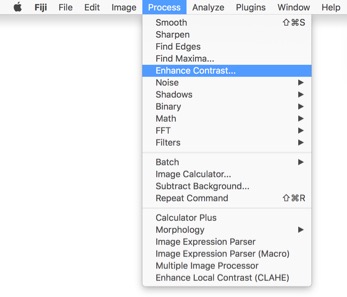 Fiji File Edit Image Process Analyze Plugins Window Help
Smooth ⇧⌘S
Sharpen
Find Edges
Find Maxima...
Enhance Contrast...
Noise
Shadows
Binary
Math
FFT
Filters
Batch
Image Calculator...
Subtract Background...
Repeat Command ⇧⌘R
Calculator Plus
Morphology
Image Expression Parser
Image Expression Parser (Macro)
Multiple Image Processor
Enhance Local Contrast (CLAHE)